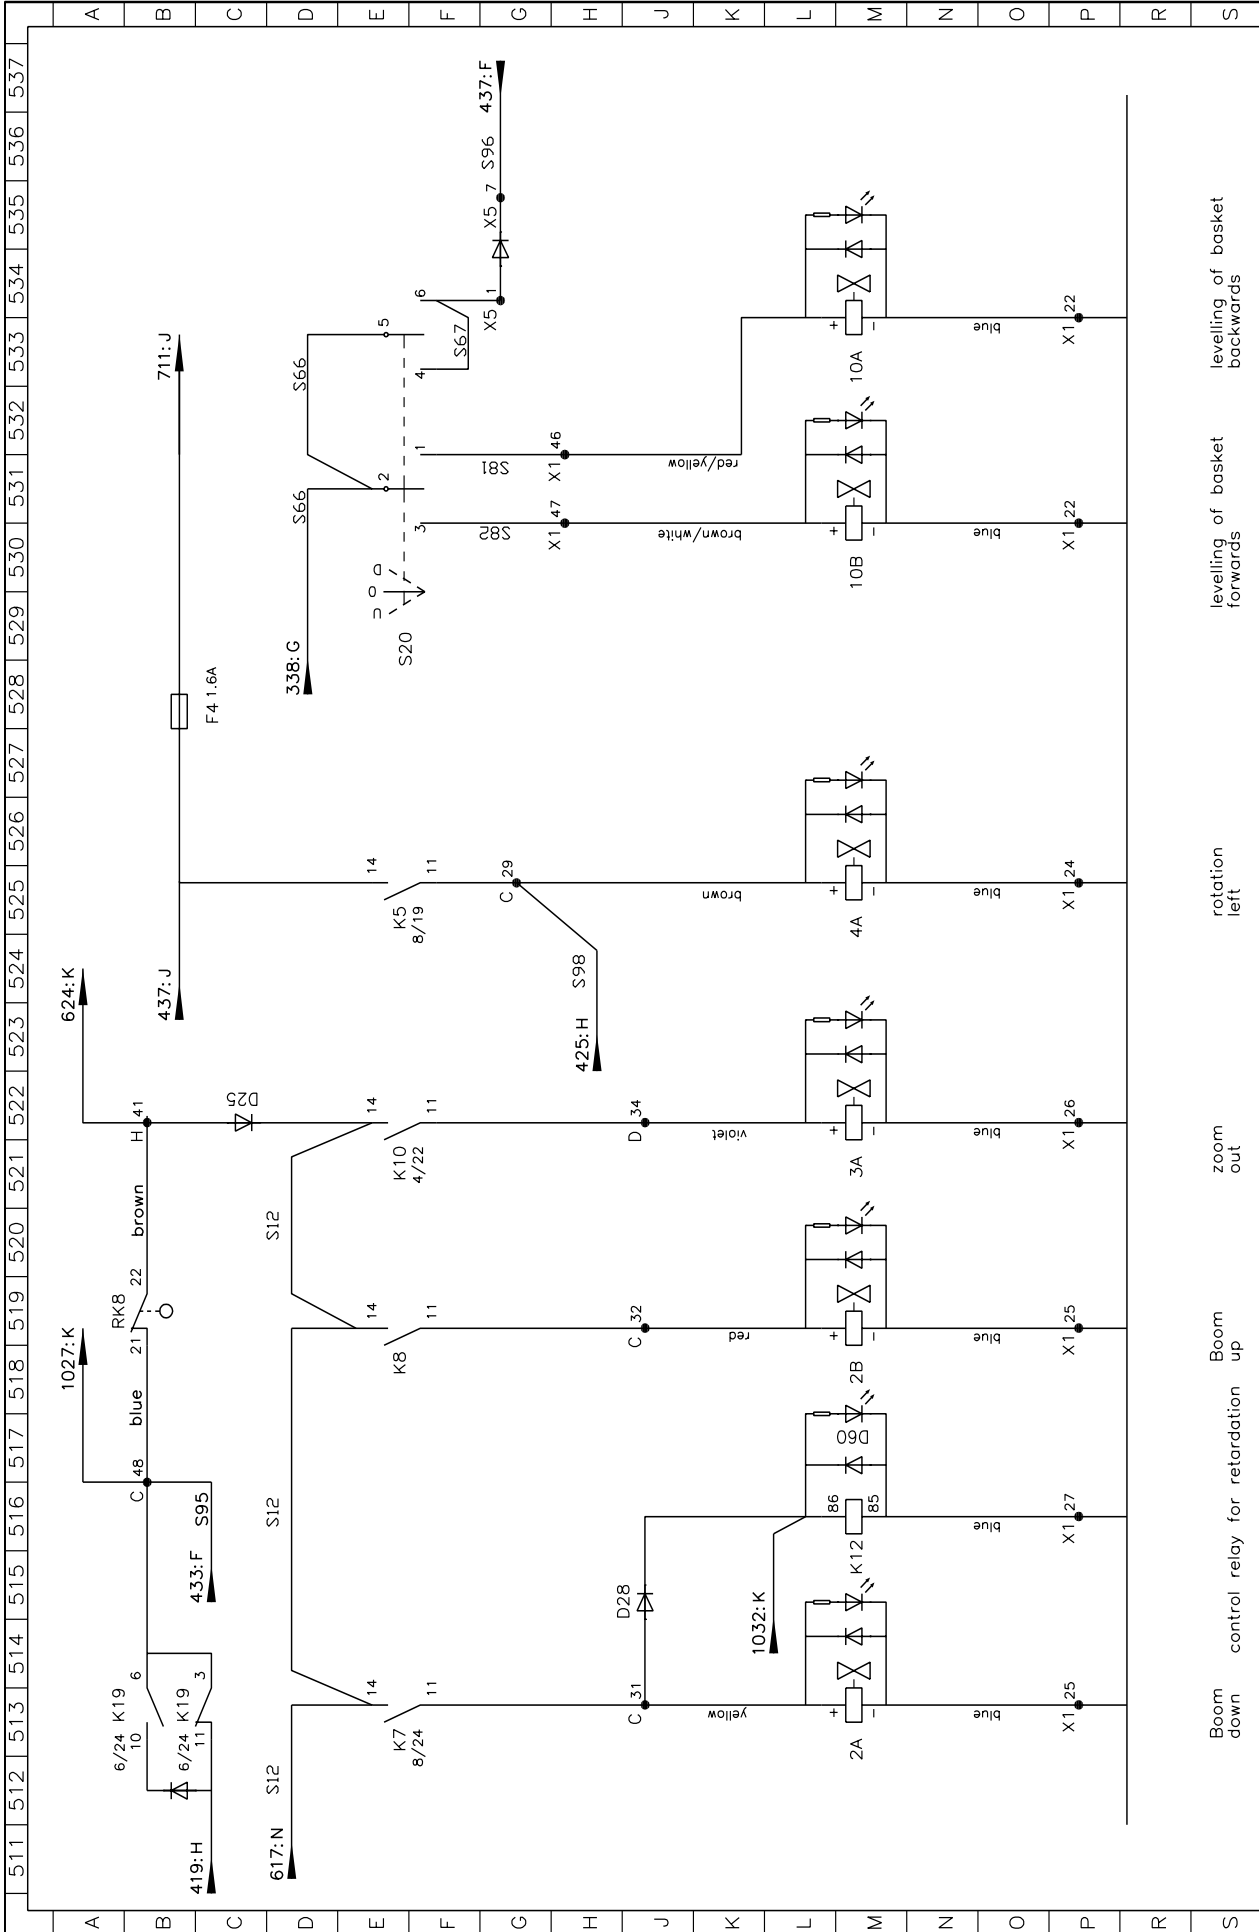 511 512 513 514 515 516 517 518 519 520 521 522 523 524 525 526 527 528 529 530 531 532 533 534 535 536 537
A
B
C
D
E
F
G
H
J
K
L
M
N
O
P
R
S
A
B
C
D
E
F
G
H
J
K
L
M
N
O
P
R
S
1027:K
624:K
419:H
6/24 K19
10
6
6/24 K19
11
3
433:F
S95
C 48
blue
21
RK8
22
brown
H 41
D25
437:J
F4 1.6A
711:J
617:N
S12
S12
S12
14
K7
8/24
11
14
K8
11
14
K10
4/22
11
14
K5
8/19
11
C 29
S98
425:H
338:G
S66
S66
S20
U
0
D
3
2
1
4
5
6
S82
S81
S67
X1 47
X1 46
X5 1
X5 7
S96
437:F
C 31
D28
C 32
D 34
yellow
red
violet
brown
brown/white
red/yellow
1032:K
2A
+
-
K12
86
85
D60
2B
+
-
3A
+
-
4A
+
-
10B
+
-
10A
+
-
blue
blue
blue
blue
blue
blue
blue
X1 25
X1 27
X1 25
X1 26
X1 24
X1 22
X1 22
Boom
down
control relay for retardation
Boom
up
zoom
out
rotation
left
levelling of basket
forwards
levelling of basket
backwards